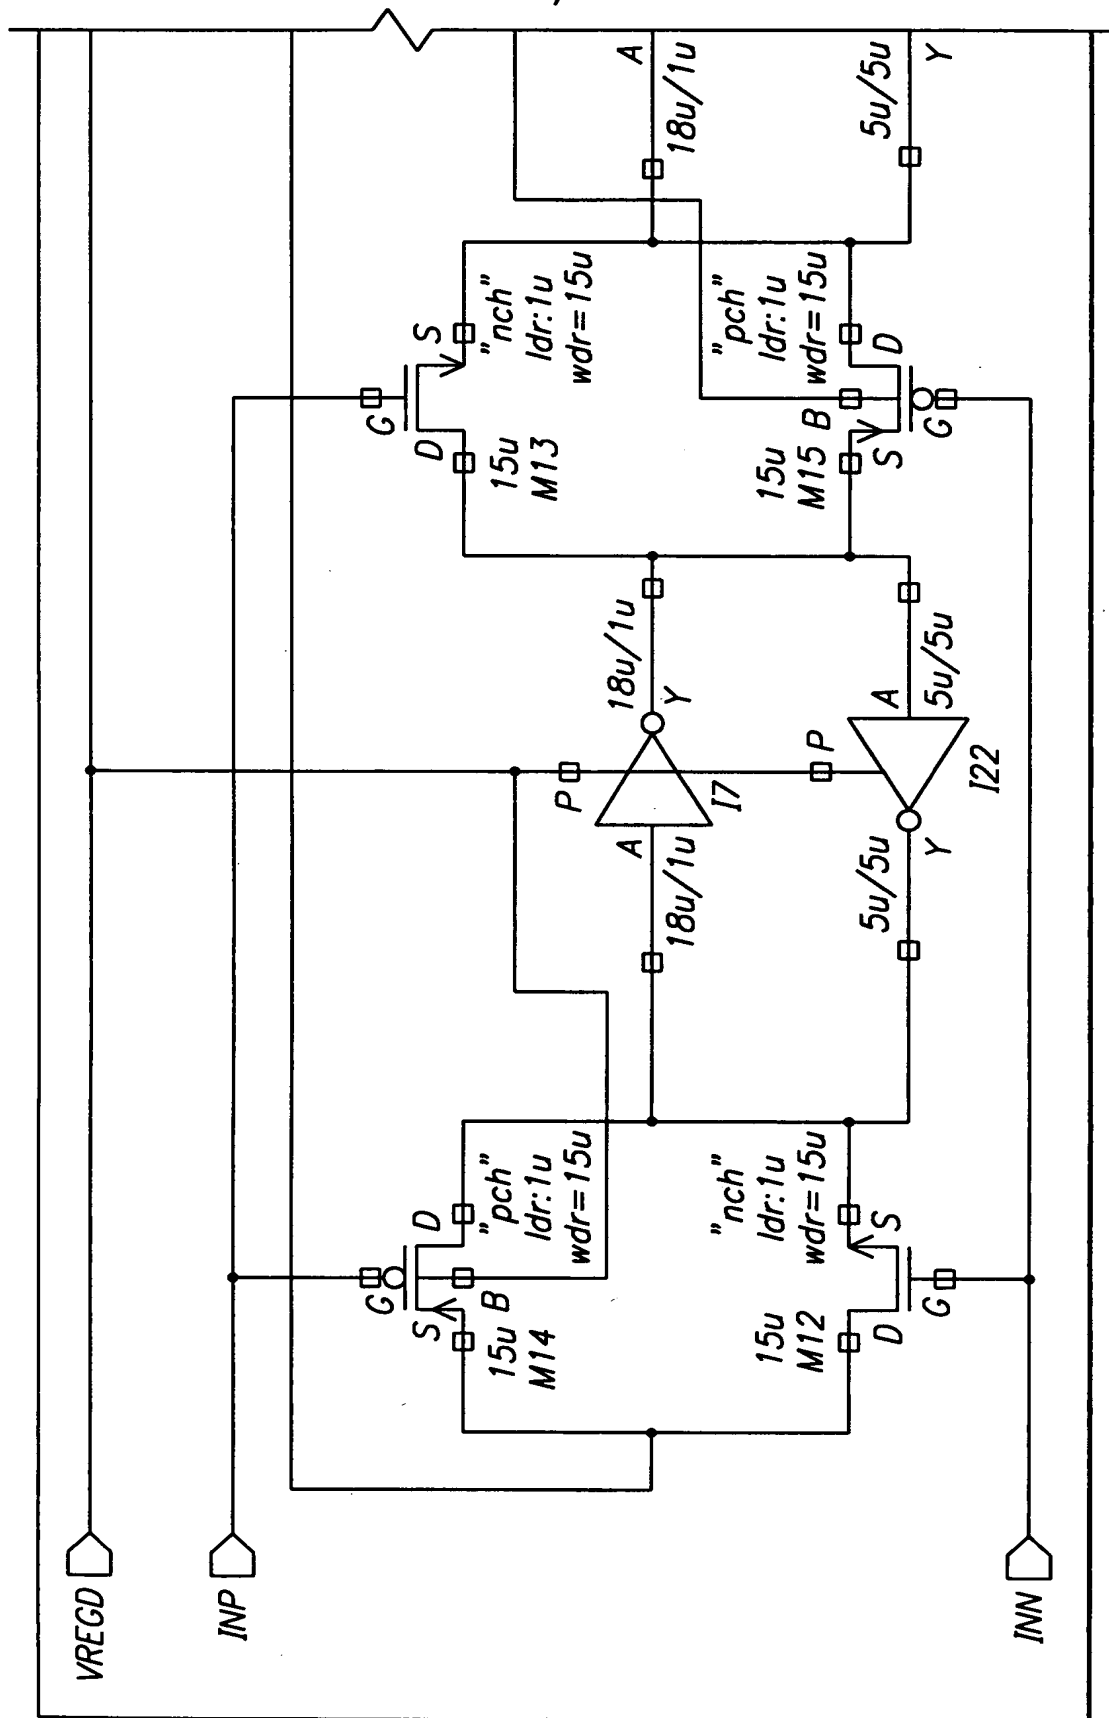 VREGD
INP
INN
G
S
D
B
15u
M14
"pch"
ldr:1u
wdr=15u
15u
M12
D
S
G
"nch"
ldr:1u
wdr=15u
A
18u/1u
P
I7
Y
18u/1u
P
A
5u/5u
I22
Y
5u/5u
G
D
S
15u
M13
"nch"
ldr:1u
wdr=15u
15u
M15
B
S
D
G
"pch"
ldr:1u
wdr=15u
A
18u/1u
5u/5u
Y